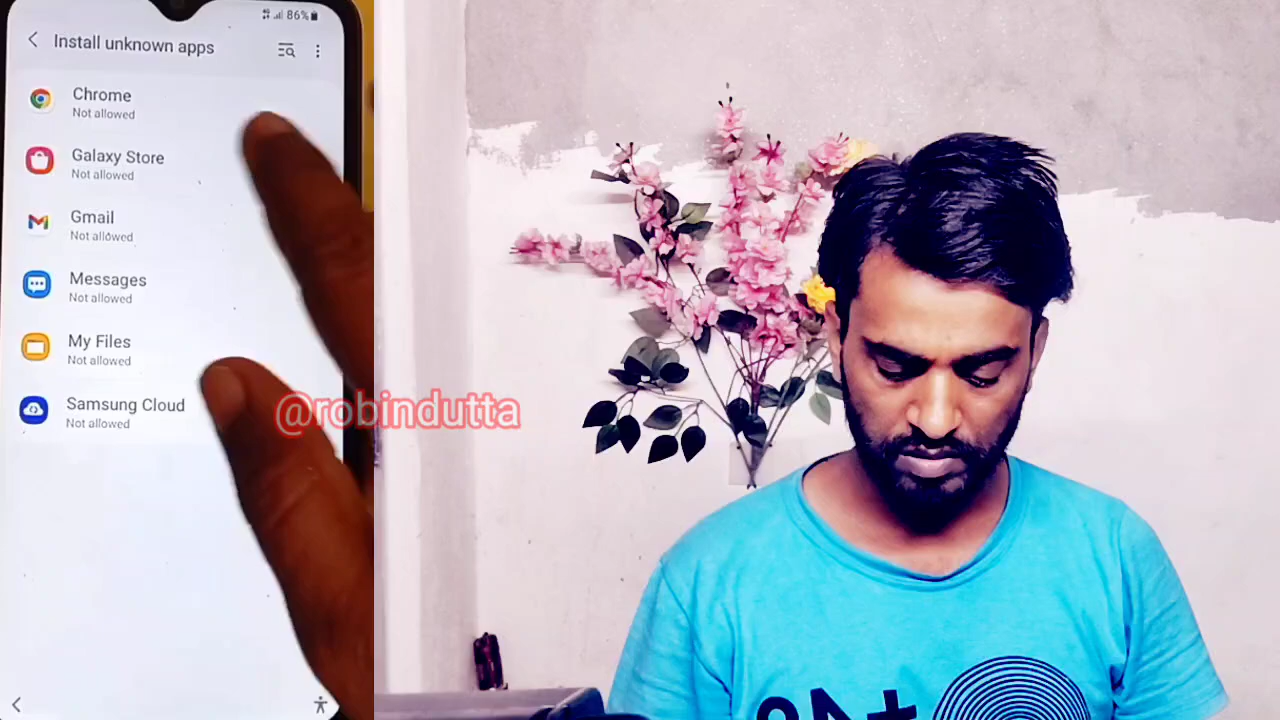 86%
Install unknown apps
Chrome
Not allowed
Galaxy Store
Not allowed
Gmail
Not allowed
Messages
Not allowed
My Files
Not allowed
Samsung Cloud
Not allowed
@robindutta